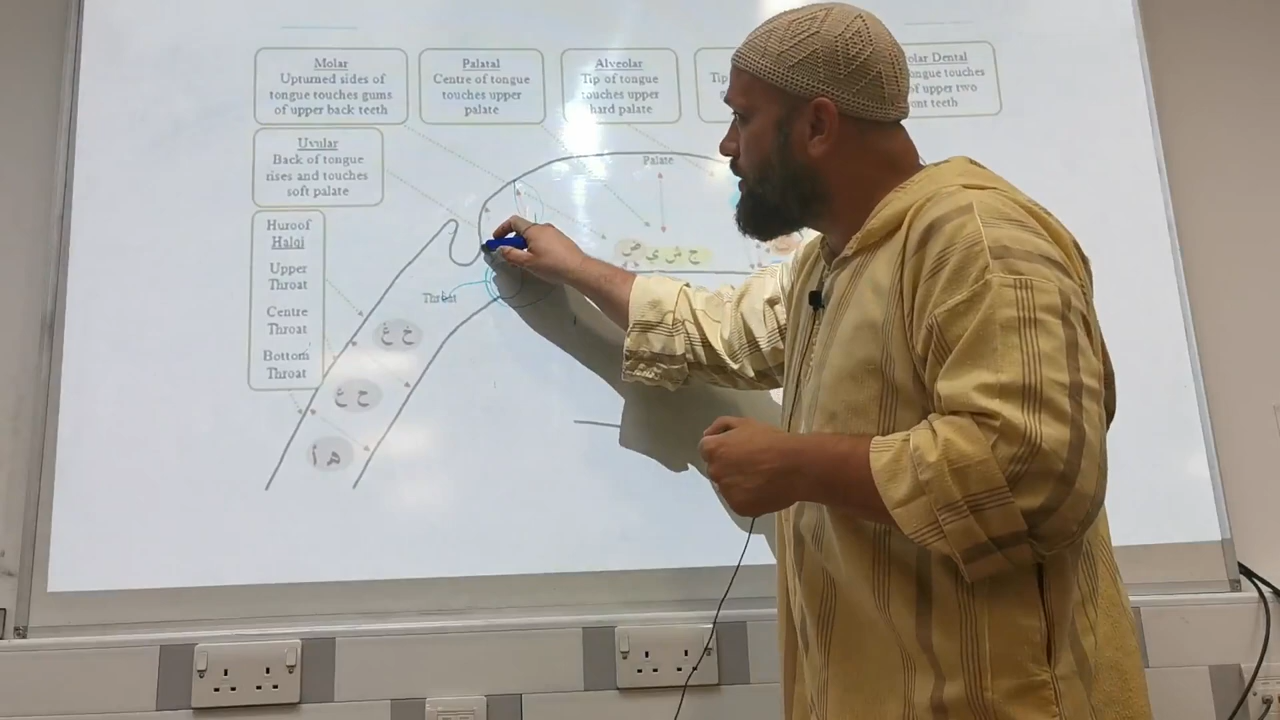 Molar
Upturned sides of
tongue touches gums
of upper back teeth
Palatal
Centre of tongue
touches upper
palate
Alveolar
Tip of tongue
touches upper
hard palate
Tip
olar Dental
ongue touches
of upper two
ont teeth
Uvular
Back of tongue
rises and touches
soft palate
Huroof
Halqi
Upper
Throat
Centre
Throat
Bottom
Throat
Palate
ج ش ي ض
Throat
خ غ
ح ع
ه أ